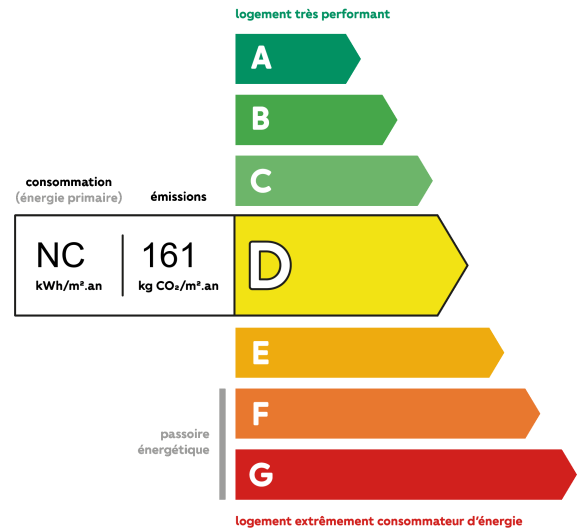 logement très performant
A
B
C
consommation
(énergie primaire)
émissions
NC
161
kWh/m².an
kg CO₂/m².an
D
E
F
passoire
énergétique
G
logement extrêmement consommateur d'énergie